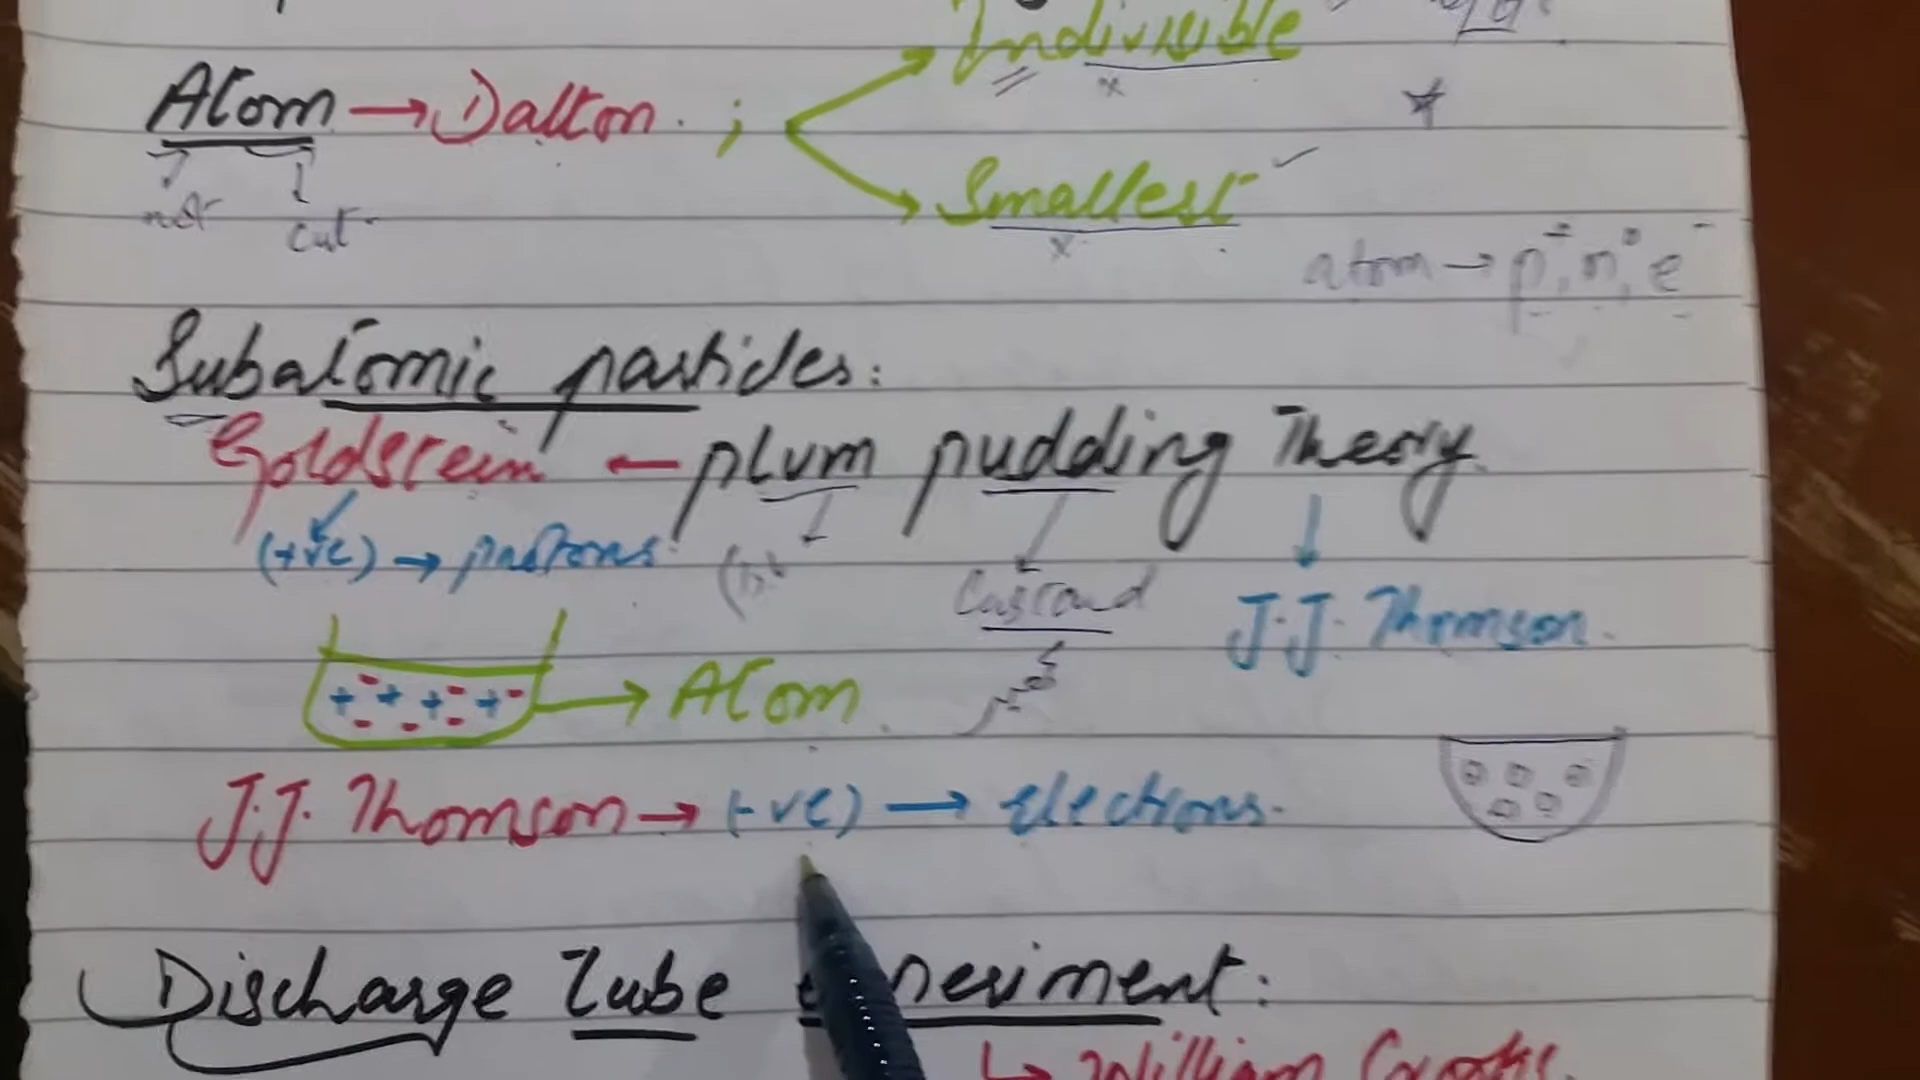 Indivisible
Atom → Dalton. ;
not cut
Smallest
atom → p+, n°, e-
Subatomic particles:
Goldstein ← plum pudding Theory.
(+ve) → protons.
Custard
J.J. Thomson.
+ - + + - + -
→ Atom
J.J. Thomson → (-ve) → electrons.
Discharge Tube
↳ William Crooks.